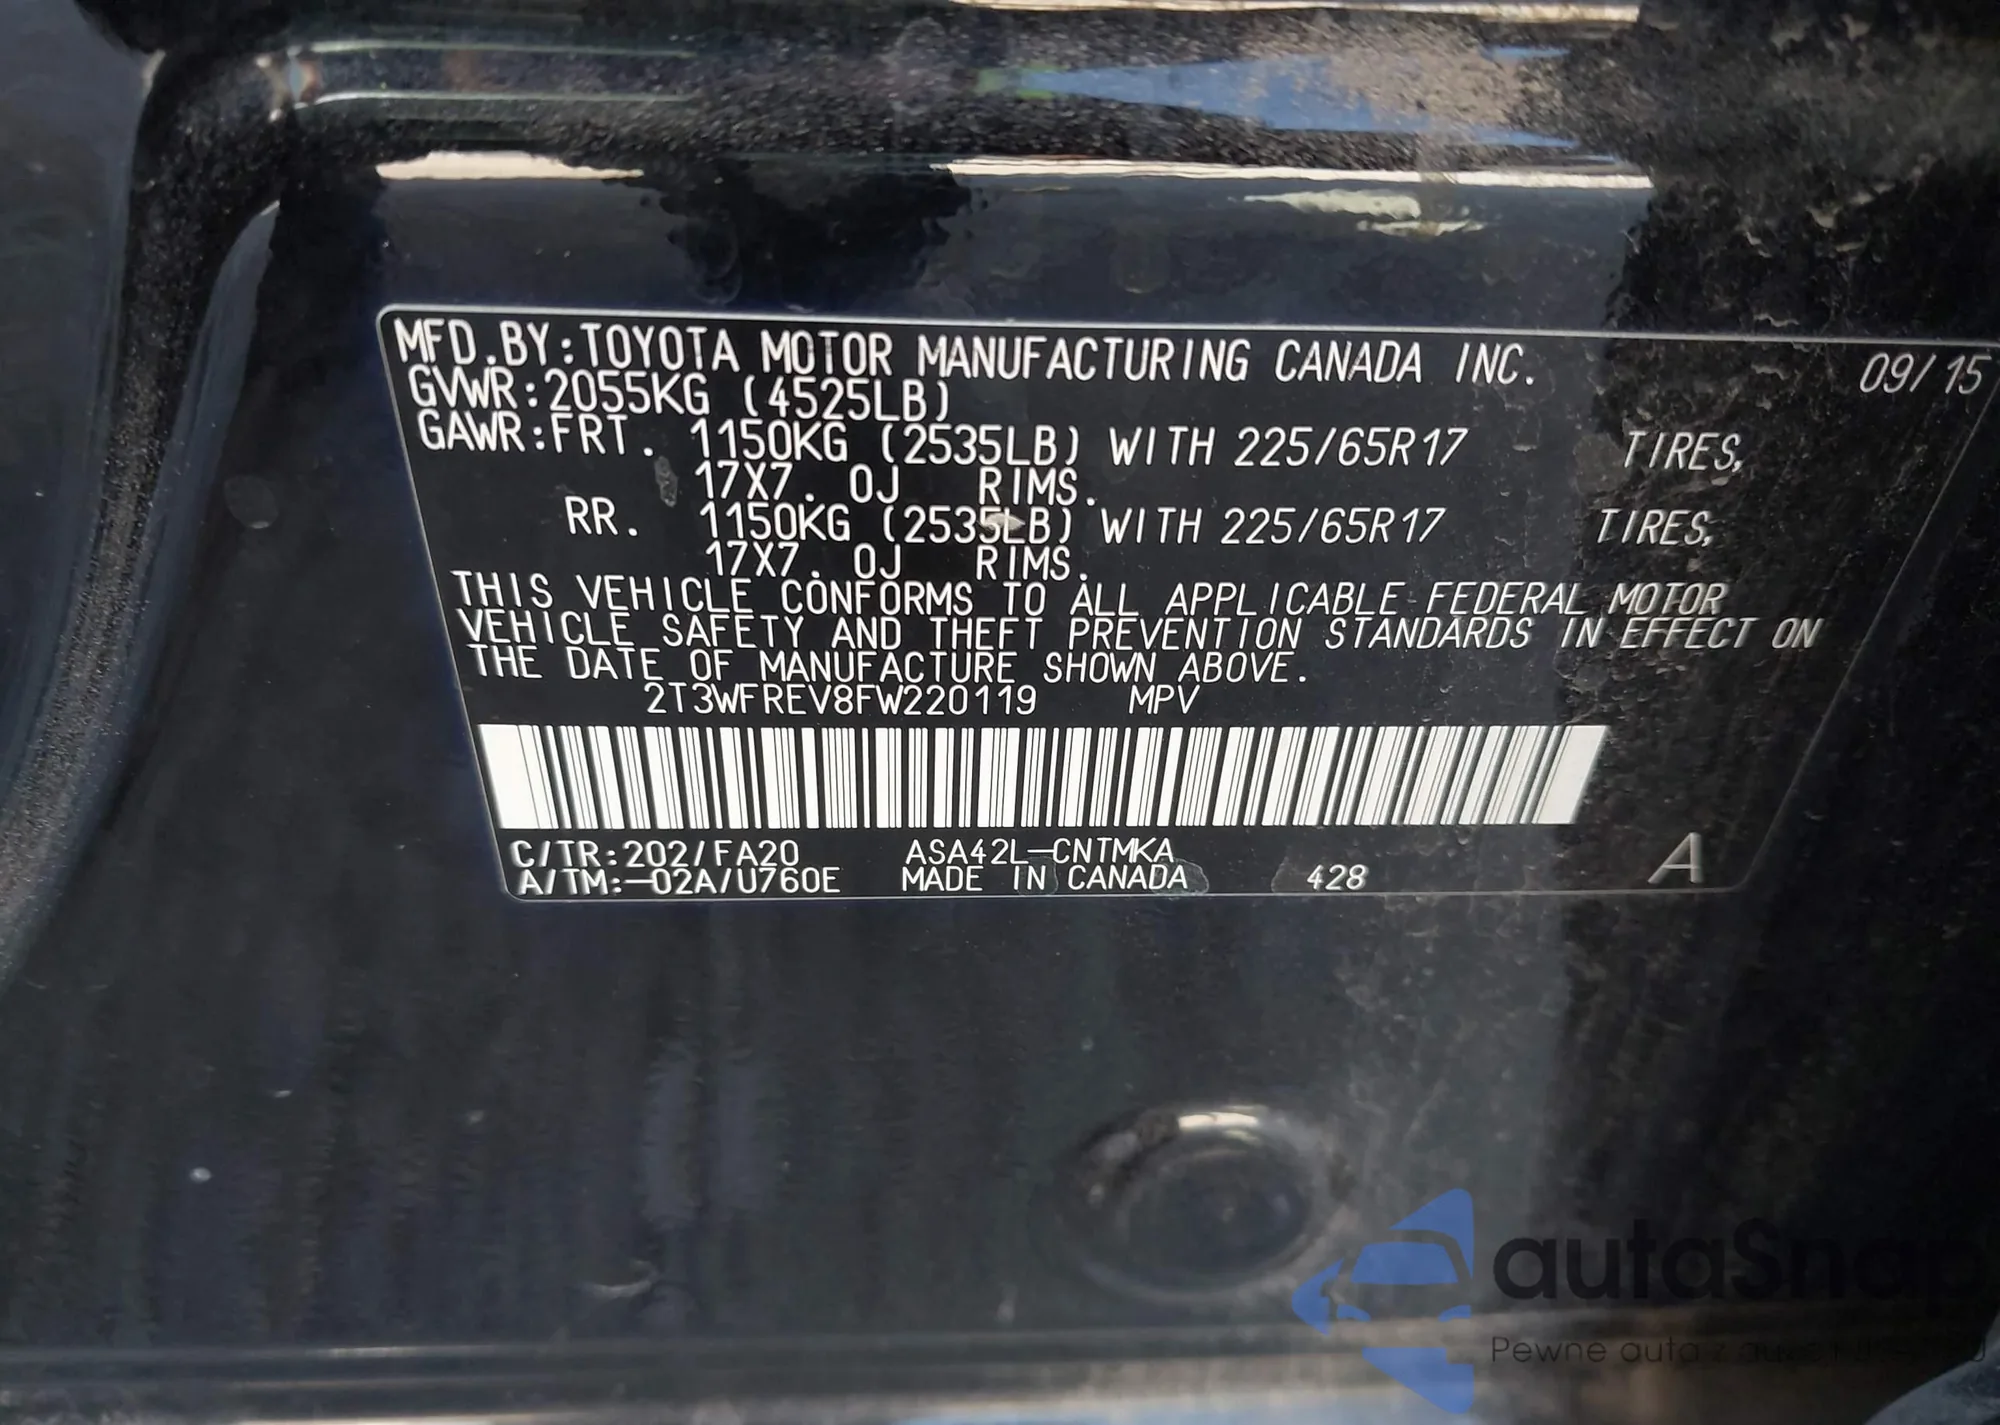 MFD.BY:TOYOTA MOTOR MANUFACTURING CANADA INC. 09/15
GVWR:2055KG (4525LB)
GAWR:FRT. 1150KG (2535LB) WITH 225/65R17 TIRES,
17X7.0J RIMS.
RR. 1150KG (2535LB) WITH 225/65R17 TIRES,
17X7.0J RIMS.
THIS VEHICLE CONFORMS TO ALL APPLICABLE FEDERAL MOTOR
VEHICLE SAFETY AND THEFT PREVENTION STANDARDS IN EFFECT ON
THE DATE OF MANUFACTURE SHOWN ABOVE.
2T3WFREV8FW220119 MPV
C/TR:202/FA20 ASA42L-CNTMKA
A/TM:-02A/U760E MADE IN CANADA 428 A
autaSnap
Pewne auta z